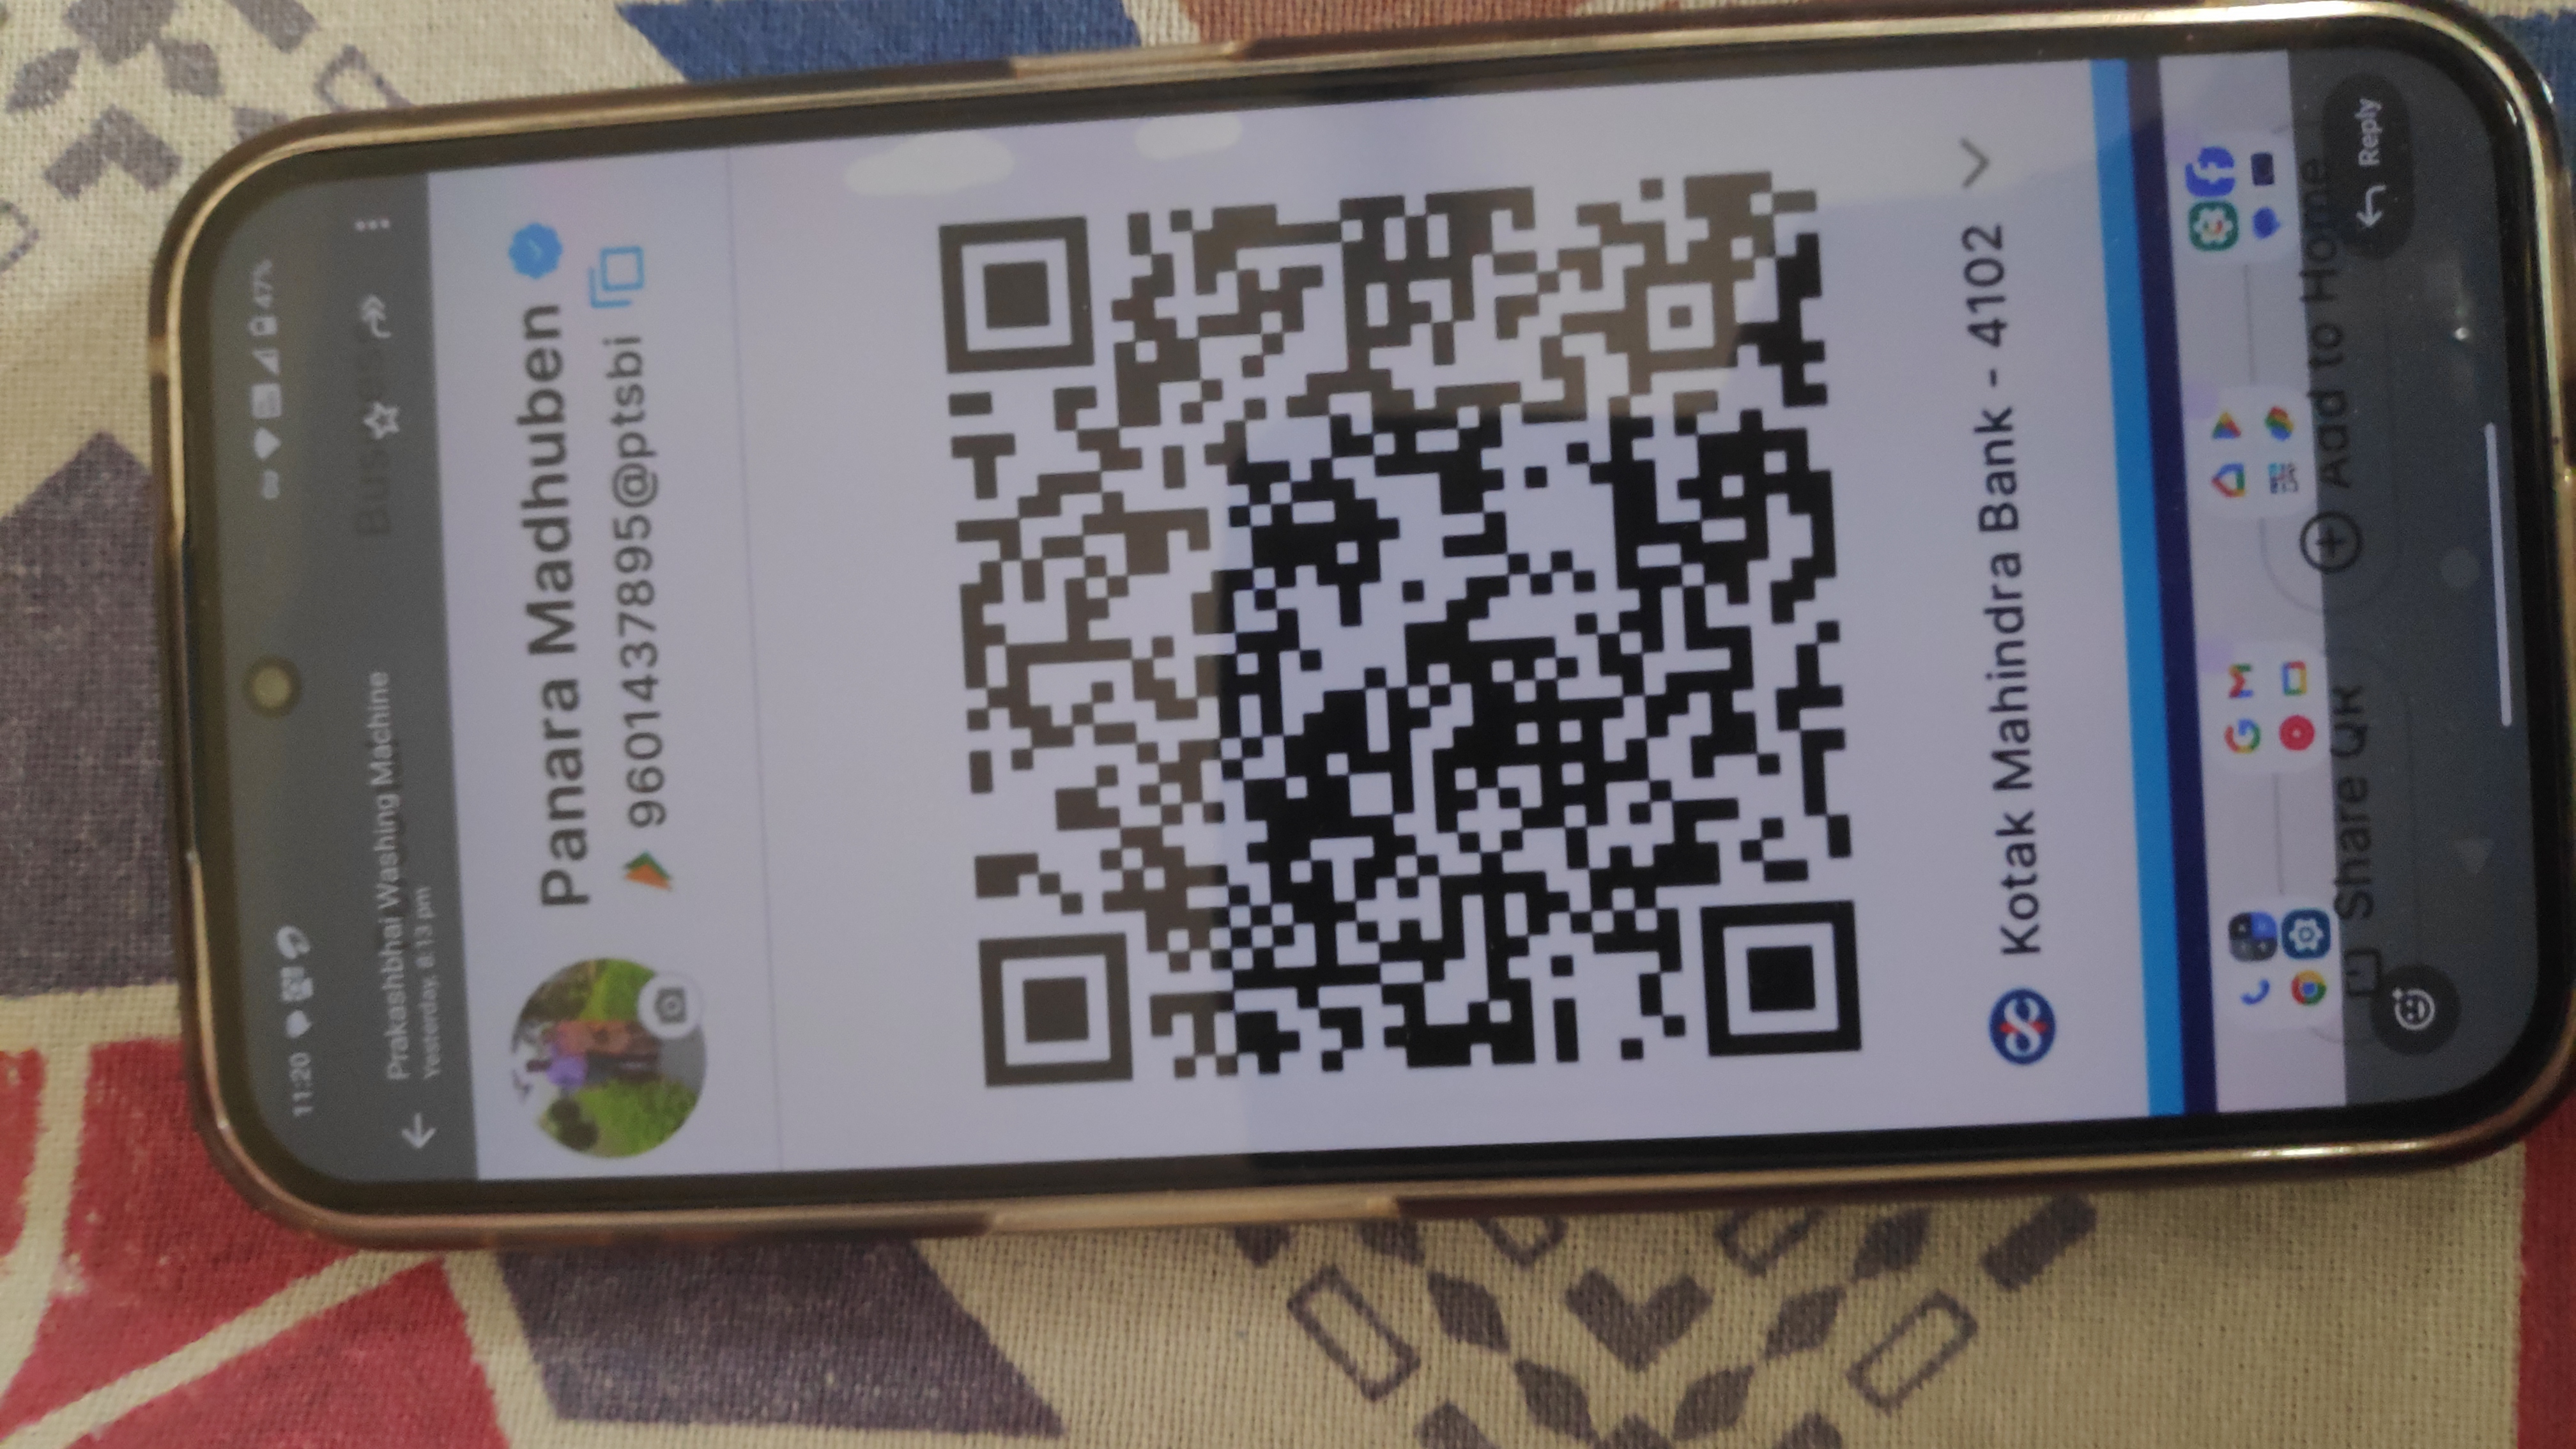 11:20 47%
Prakashbhai Washing Machine
Yesterday, 8:13 pm
Business
Panara Madhuben
9601437895@ptsbi
Kotak Mahindra Bank - 4102
Share QR
Add to Home
Reply